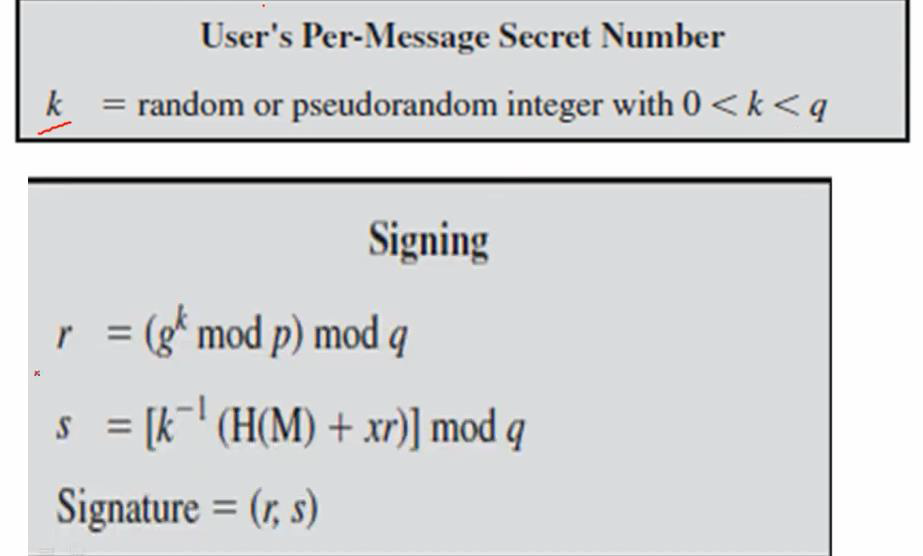 User's Per-Message Secret Number
k = random or pseudorandom integer with 0 < k < q
Signing
r = (g^k mod p) mod q
s = [k^−1 (H(M) + xr)] mod q
Signature = (r, s)